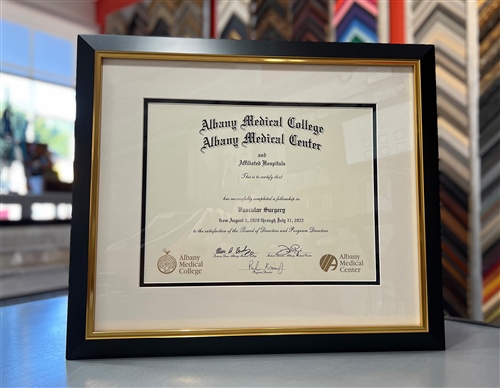 Albany Medical College
Albany Medical Center
and
Affiliated Hospitals
This is to certify that
has successfully completed a fellowship in
Vascular Surgery
from August 1, 2020 through July 31, 2022
to the satisfaction of the Board of Directors and Program Directors
Albany
Medical
College
Program Director
Albany
Medical
Center